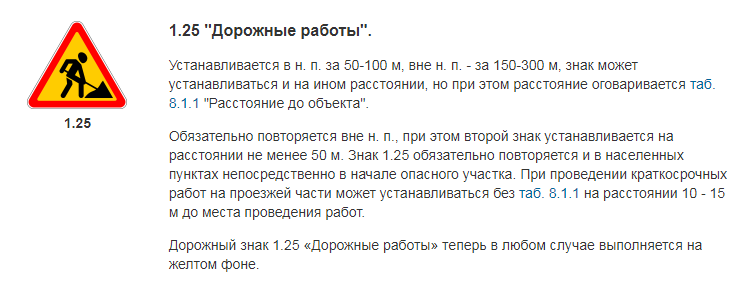 1.25 "Дорожные работы".
Устанавливается в н. п. за 50-100 м, вне н. п. - за 150-300 м, знак может
устанавливаться и на ином расстоянии, но при этом расстояние оговаривается таб.
8.1.1 "Расстояние до объекта".
1.25
Обязательно повторяется вне н. п., при этом второй знак устанавливается на
расстоянии не менее 50 м. Знак 1.25 обязательно повторяется и в населенных
пунктах непосредственно в начале опасного участка. При проведении краткосрочных
работ на проезжей части может устанавливаться без таб. 8.1.1 на расстоянии 10 - 15
м до места проведения работ.
Дорожный знак 1.25 «Дорожные работы» теперь в любом случае выполняется на
желтом фоне.